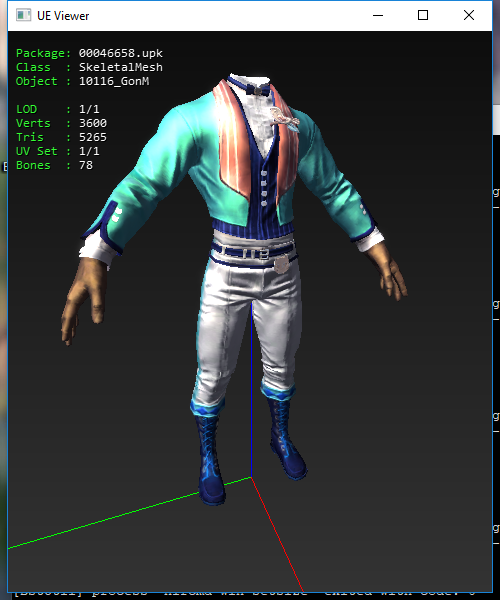 UE Viewer
Package: 00046658.upk
Class : SkeletalMesh
Object : 10116_GonM
LOD : 1/1
Verts : 3600
Tris : 5265
UV Set : 1/1
Bones : 78